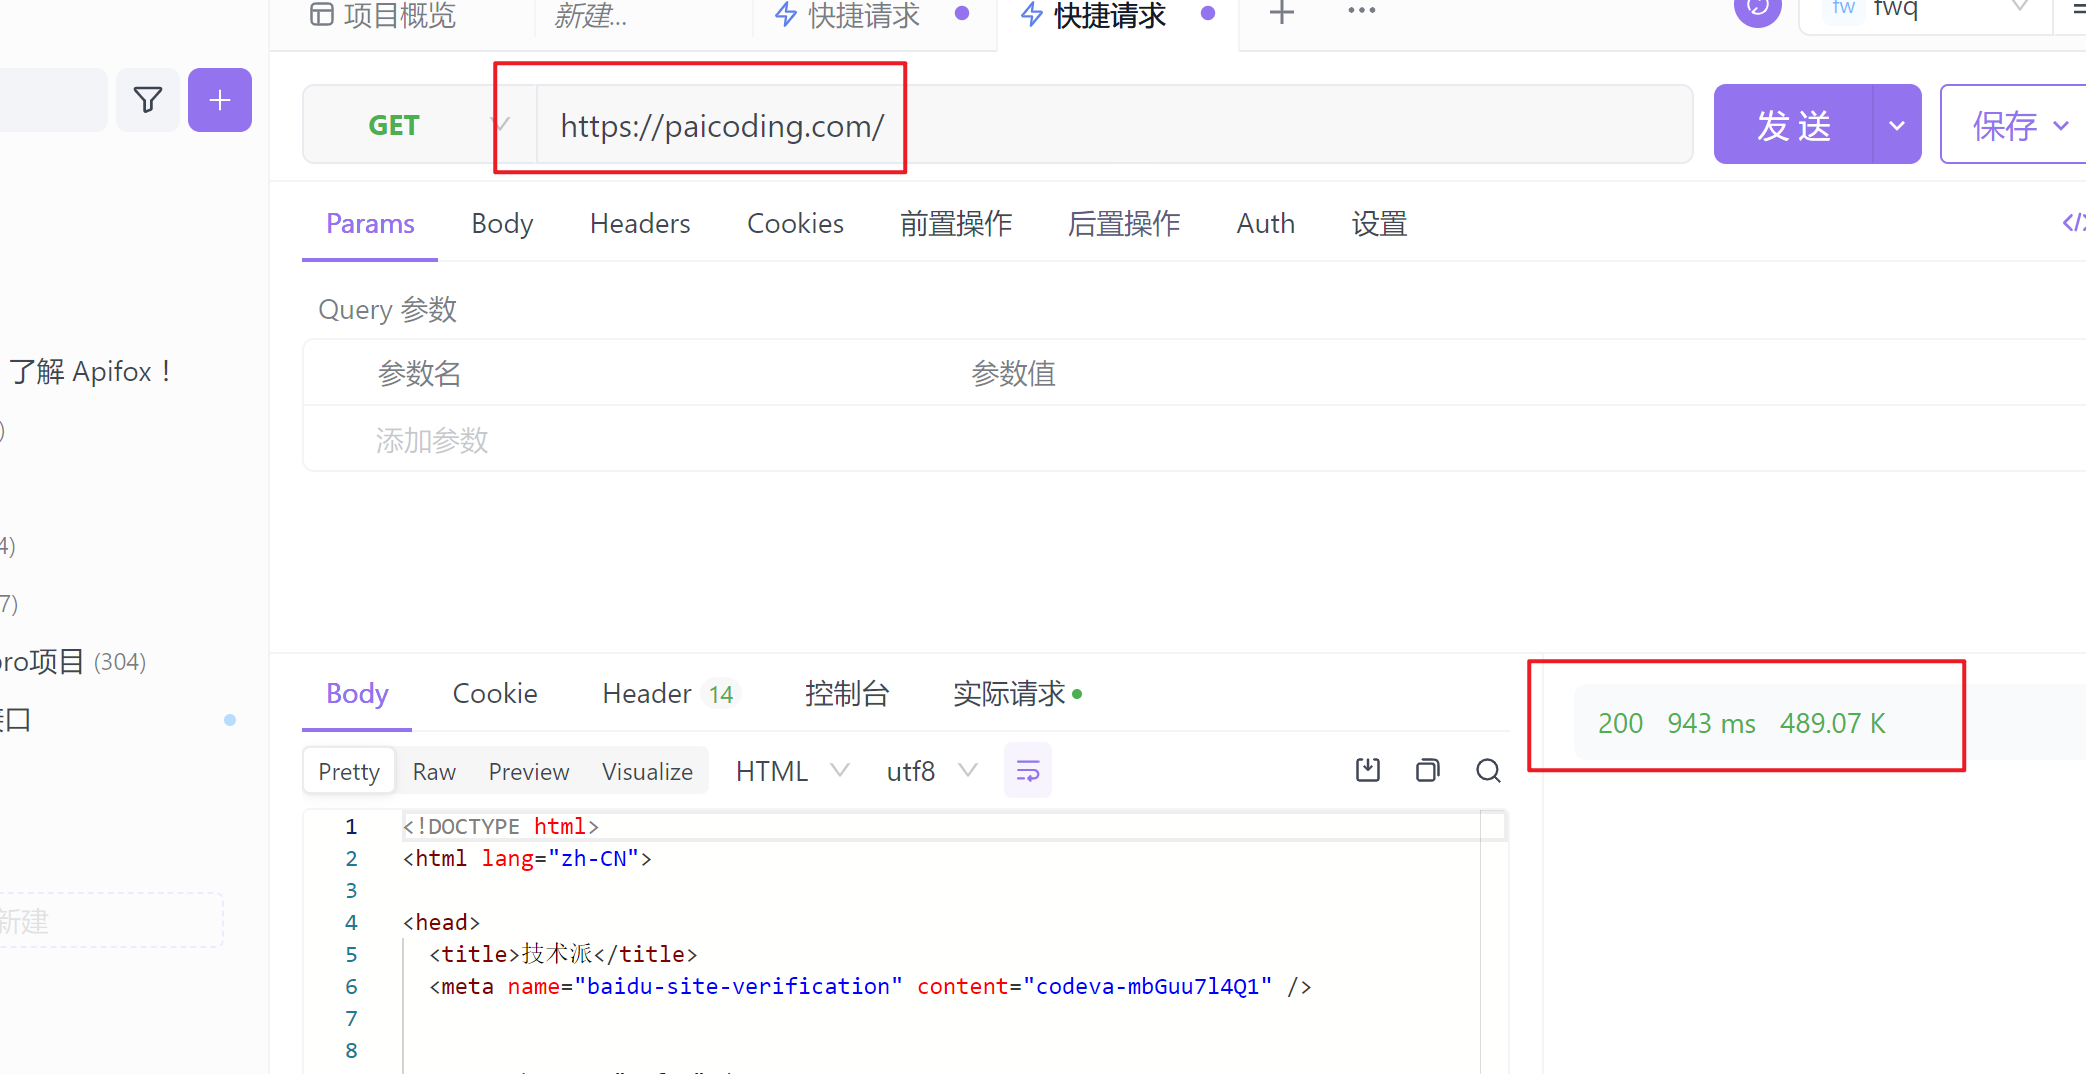 项目概览
新建...
快捷请求
快捷请求
fw fwq
GET https://paicoding.com/ 发送 保存
Params Body Headers Cookies 前置操作 后置操作 Auth 设置
Query 参数
参数名 参数值
添加参数
了解 Apifox！
)
4)
7)
pro项目 (304)
口
新建
Body Cookie Header 14 控制台 实际请求
200 943 ms 489.07 K
Pretty Raw Preview Visualize HTML utf8
1 <!DOCTYPE html>
2 <html lang="zh-CN">
3
4 <head>
5 <title>技术派</title>
6 <meta name="baidu-site-verification" content="codeva-mbGuu7l4Q1" />
7
8